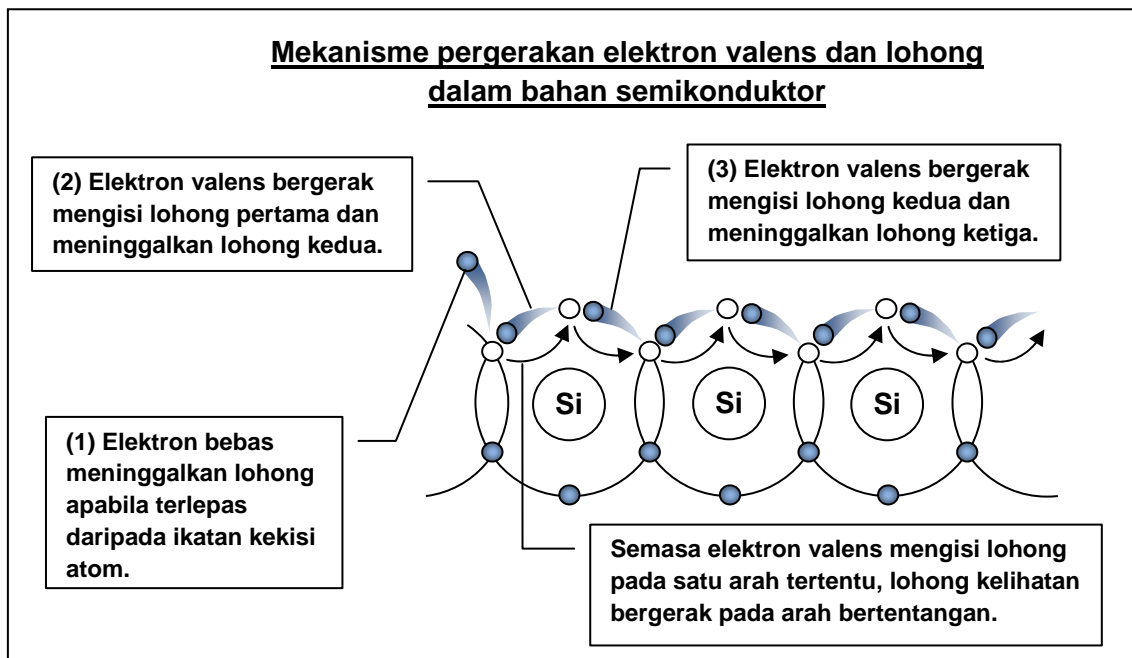 Mekanisme pergerakan elektron valens dan lohong
dalam bahan semikonduktor
(2) Elektron valens bergerak
mengisi lohong pertama dan
meninggalkan lohong kedua.
(3) Elektron valens bergerak
mengisi lohong kedua dan
meninggalkan lohong ketiga.
Si
Si
Si
(1) Elektron bebas
meninggalkan lohong
apabila terlepas
daripada ikatan kekisi
atom.
Semasa elektron valens mengisi lohong
pada satu arah tertentu, lohong kelihatan
bergerak pada arah bertentangan.